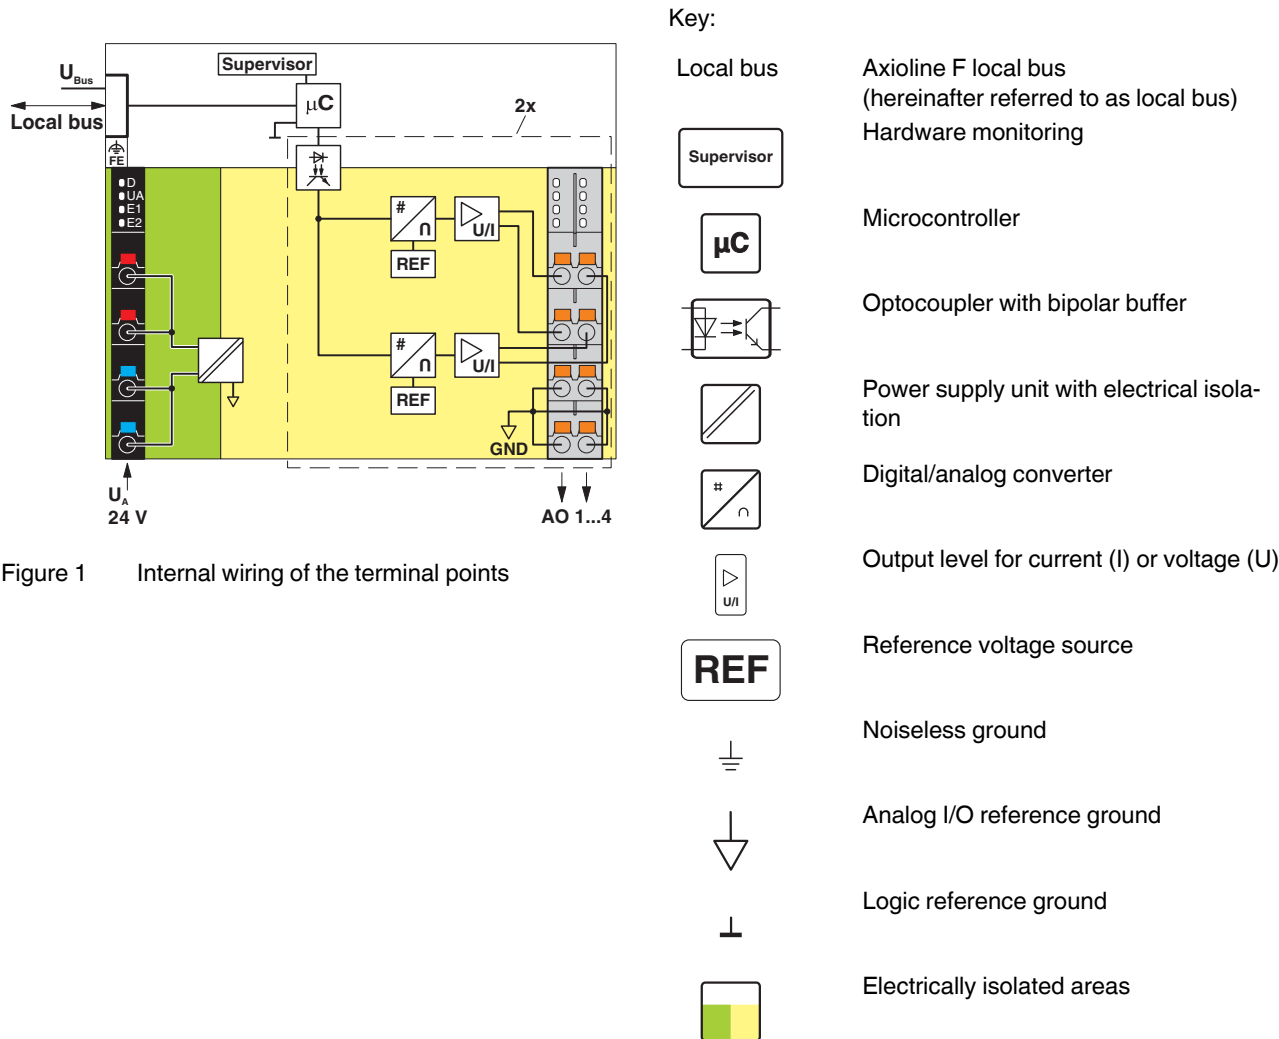 Key:
U Bus
Local bus
Supervisor
µC
2x
FE
D
UA
E1
E2
#
∩
U/I
REF
#
∩
U/I
REF
GND
U A
24 V
AO 1...4
Figure 1 Internal wiring of the terminal points
Local bus Axioline F local bus
(hereinafter referred to as local bus)
Supervisor Hardware monitoring
µC Microcontroller
Optocoupler with bipolar buffer
Power supply unit with electrical isola-
tion
# ∩ Digital/analog converter
U/I Output level for current (I) or voltage (U)
REF Reference voltage source
Noiseless ground
Analog I/O reference ground
Logic reference ground
Electrically isolated areas